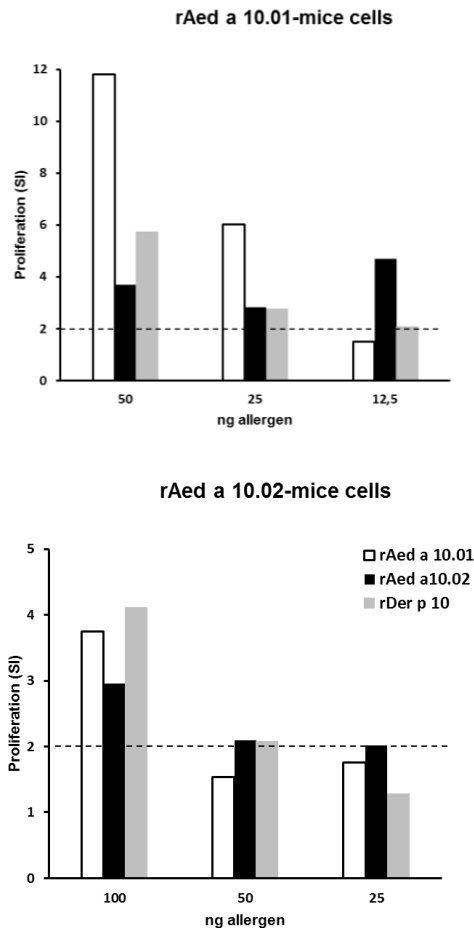 rAed a 10.01-mice cells
12
10
8
6
4
2
0
Proliferation (SI)
50 25 12,5
ng allergen
rAed a 10.02-mice cells
rAed a 10.01
rAed a10.02
rDer p 10
5
4
3
2
1
0
Proliferation (SI)
100 50 25
ng allergen